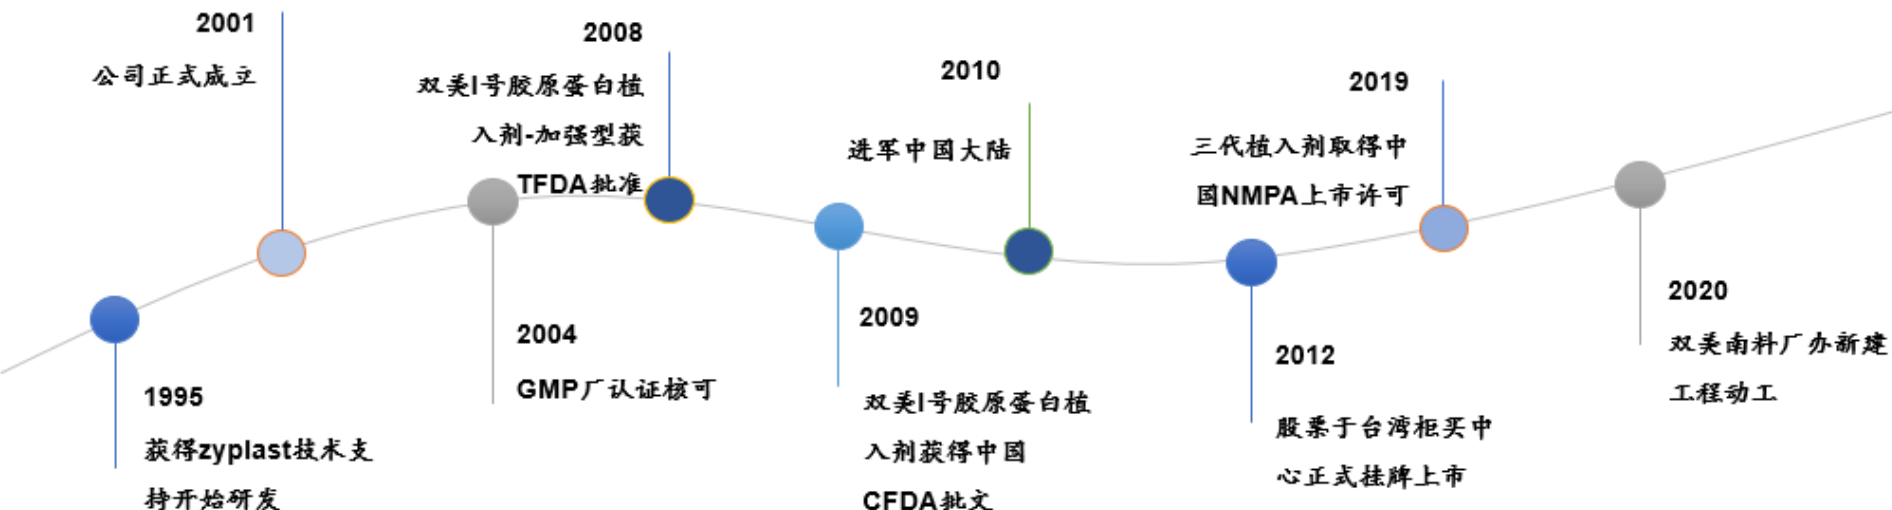 1995
获得zyplast技术支
持开始研发
2001
公司正式成立
2004
GMP厂认证核可
2008
双美I号胶原蛋白植
入剂-加强型获
TFDA批准
2009
双美I号胶原蛋白植
入剂获得中国
CFDA批文
2010
进军中国大陆
2012
股票于台湾柜买中
心正式挂牌上市
2019
三代植入剂取得中
国NMPA上市许可
2020
双美南科厂办新建
工程动工